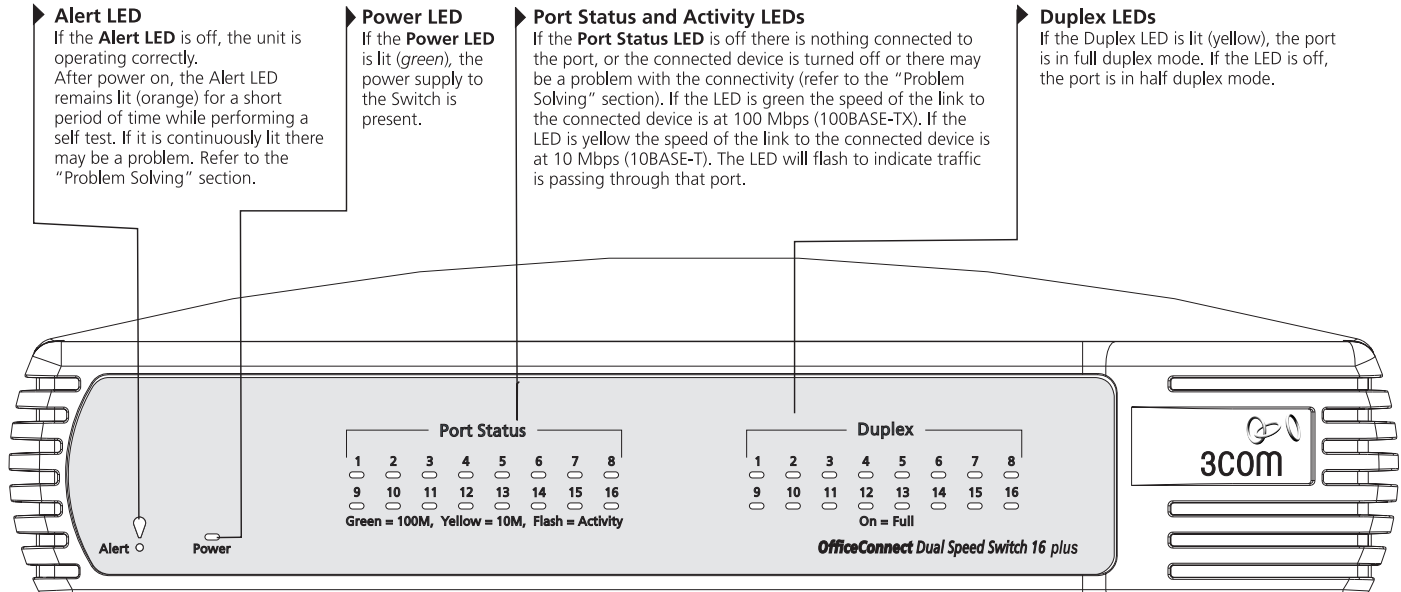 Alert LED
If the Alert LED is off, the unit is
operating correctly.
After power on, the Alert LED
remains lit (orange) for a short
period of time while performing a
self test. If it is continuously lit there
may be a problem. Refer to the
"Problem Solving" section.
Power LED
If the Power LED
is lit (green), the
power supply to
the Switch is
present.
Port Status and Activity LEDs
If the Port Status LED is off there is nothing connected to
the port, or the connected device is turned off or there may
be a problem with the connectivity (refer to the "Problem
Solving" section). If the LED is green the speed of the link to
the connected device is at 100 Mbps (100BASE-TX). If the
LED is yellow the speed of the link to the connected device is
at 10 Mbps (10BASE-T). The LED will flash to indicate traffic
is passing through that port.
Duplex LEDs
If the Duplex LED is lit (yellow), the port
is in full duplex mode. If the LED is off,
the port is in half duplex mode.
Port Status
1 2 3 4 5 6 7 8
9 10 11 12 13 14 15 16
Green = 100M, Yellow = 10M, Flash = Activity
Duplex
1 2 3 4 5 6 7 8
9 10 11 12 13 14 15 16
On = Full
3COM
Alert
Power
OfficeConnect Dual Speed Switch 16 plus